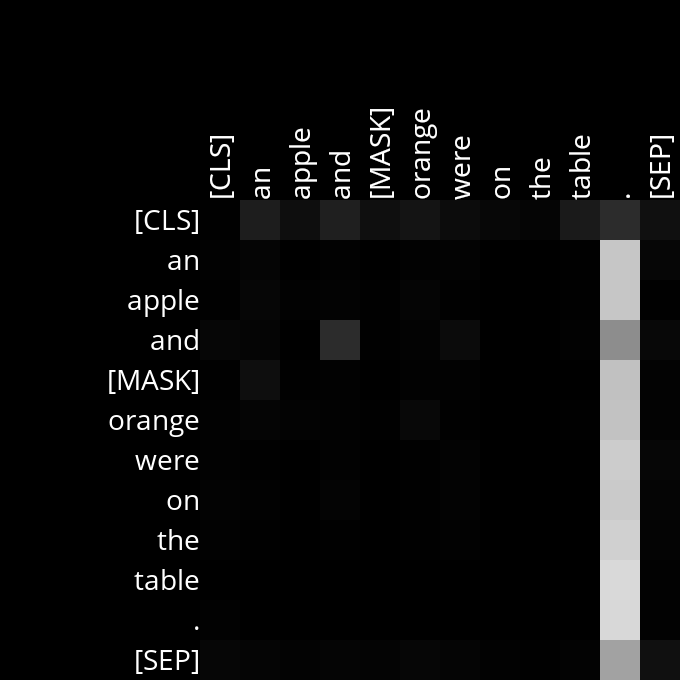 [CLS]
an
apple
and
[MASK]
orange
were
on
the
table
.
[SEP]
[CLS]
an
apple
and
[MASK]
orange
were
on
the
table
.
[SEP]